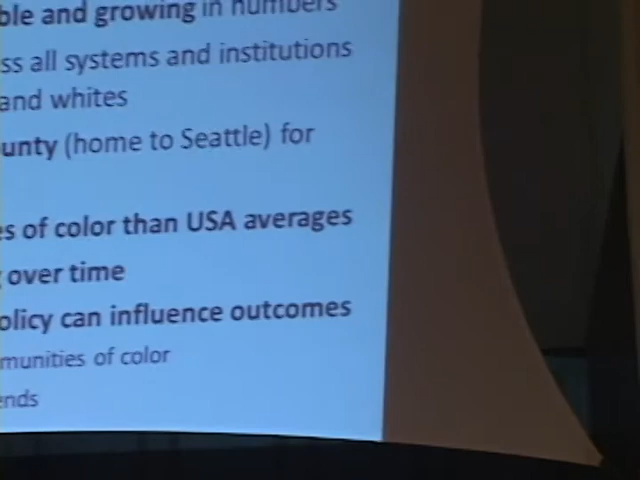 ble and growing in numbers
ss all systems and institutions
and whites
unty (home to Seattle) for
es of color than USA averages
over time
olicy can influence outcomes
munities of color
ends